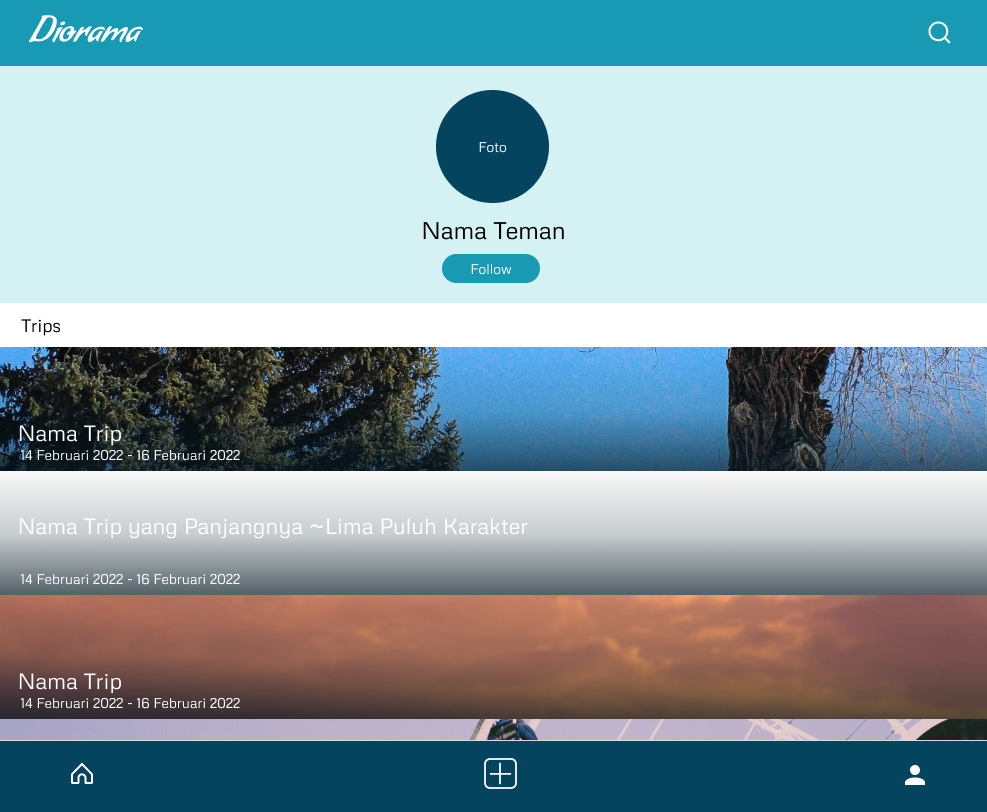 Diorama
Foto
Nama Teman
Follow
Trips
Nama Trip
14 Februari 2022 - 16 Februari 2022
Nama Trip yang Panjangnya ~Lima Puluh Karakter
14 Februari 2022 - 16 Februari 2022
Nama Trip
14 Februari 2022 - 16 Februari 2022